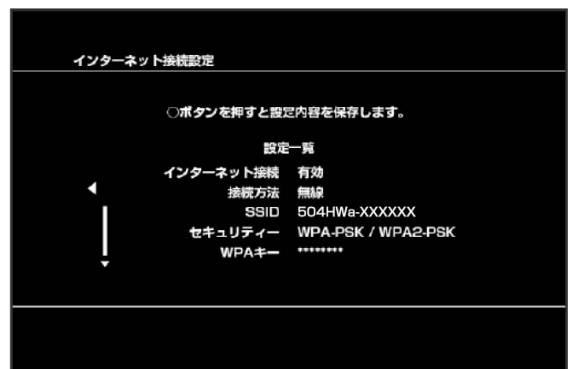 インターネット接続設定
○ボタンを押すと設定内容を保存します。
設定一覧
インターネット接続 有効
接続方法 無線
SSID 504HWa-XXXXXX
セキュリティー WPA-PSK / WPA2-PSK
WPAキー ********